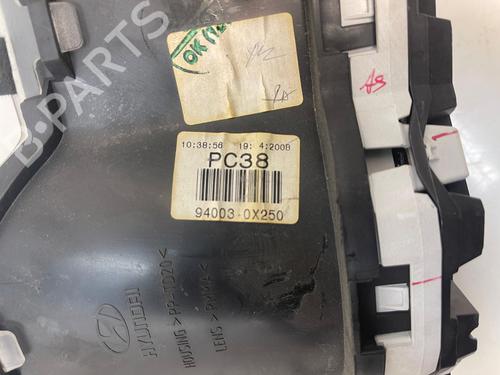 OK
B-PARTS
10:38:56 19: 4:2008
PC38
94003-0X250
HYUNDAI
HOUSING >PP-TD20<
LENS >PMMA<